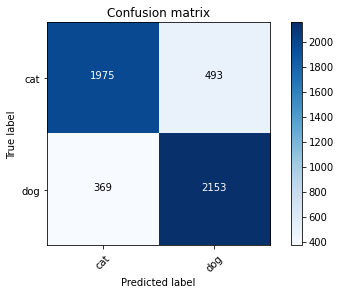 Confusion matrix
cat
1975
493
dog
369
2153
True label
cat
dog
Predicted label
2000
1800
1600
1400
1200
1000
800
600
400